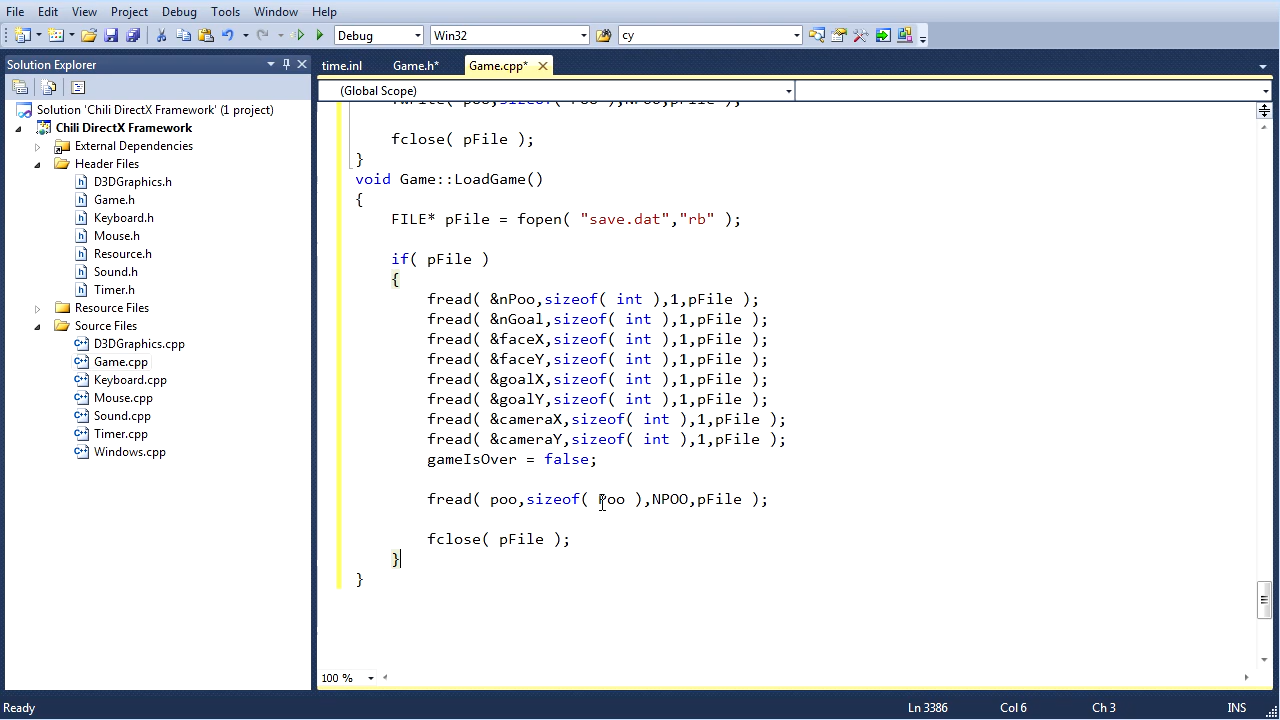 File Edit View Project Debug Tools Window Help
Debug Win32 cy
Solution Explorer
time.inl Game.h* Game.cpp*
(Global Scope)
Solution 'Chili DirectX Framework' (1 project)
Chili DirectX Framework
External Dependencies
Header Files
D3DGraphics.h
Game.h
Keyboard.h
Mouse.h
Resource.h
Sound.h
Timer.h
Resource Files
Source Files
D3DGraphics.cpp
Game.cpp
Keyboard.cpp
Mouse.cpp
Sound.cpp
Timer.cpp
Windows.cpp
fwrite( poo,sizeof( Poo ),NPOO,pFile );
fclose( pFile );
}
void Game::LoadGame()
{
FILE* pFile = fopen( "save.dat","rb" );
if( pFile )
{
fread( &nPoo,sizeof( int ),1,pFile );
fread( &nGoal,sizeof( int ),1,pFile );
fread( &faceX,sizeof( int ),1,pFile );
fread( &faceY,sizeof( int ),1,pFile );
fread( &goalX,sizeof( int ),1,pFile );
fread( &goalY,sizeof( int ),1,pFile );
fread( &cameraX,sizeof( int ),1,pFile );
fread( &cameraY,sizeof( int ),1,pFile );
gameIsOver = false;
fread( poo,sizeof( Poo ),NPOO,pFile );
fclose( pFile );
}
}
100 %
Ready Ln 3386 Col 6 Ch 3 INS